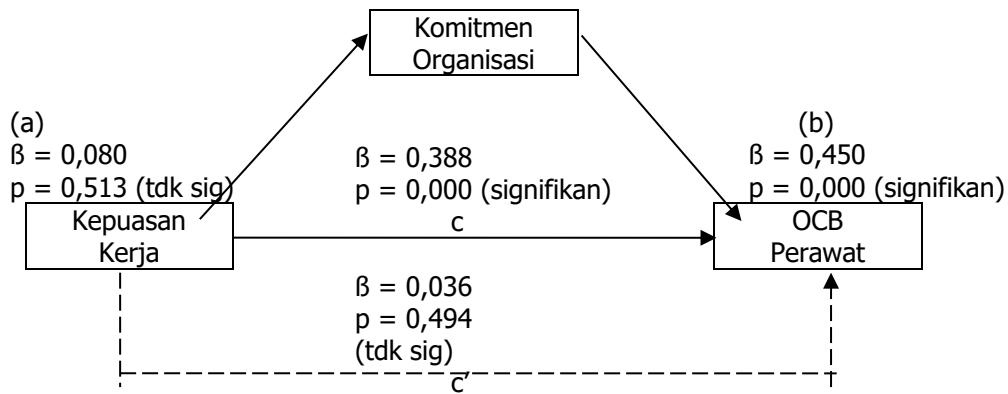 Komitmen
Organisasi
(a)
ß = 0,080
p = 0,513 (tdk sig)
ß = 0,388
p = 0,000 (signifikan)
c
(b)
ß = 0,450
p = 0,000 (signifikan)
Kepuasan
Kerja
OCB
Perawat
ß = 0,036
p = 0,494
(tdk sig)
c’